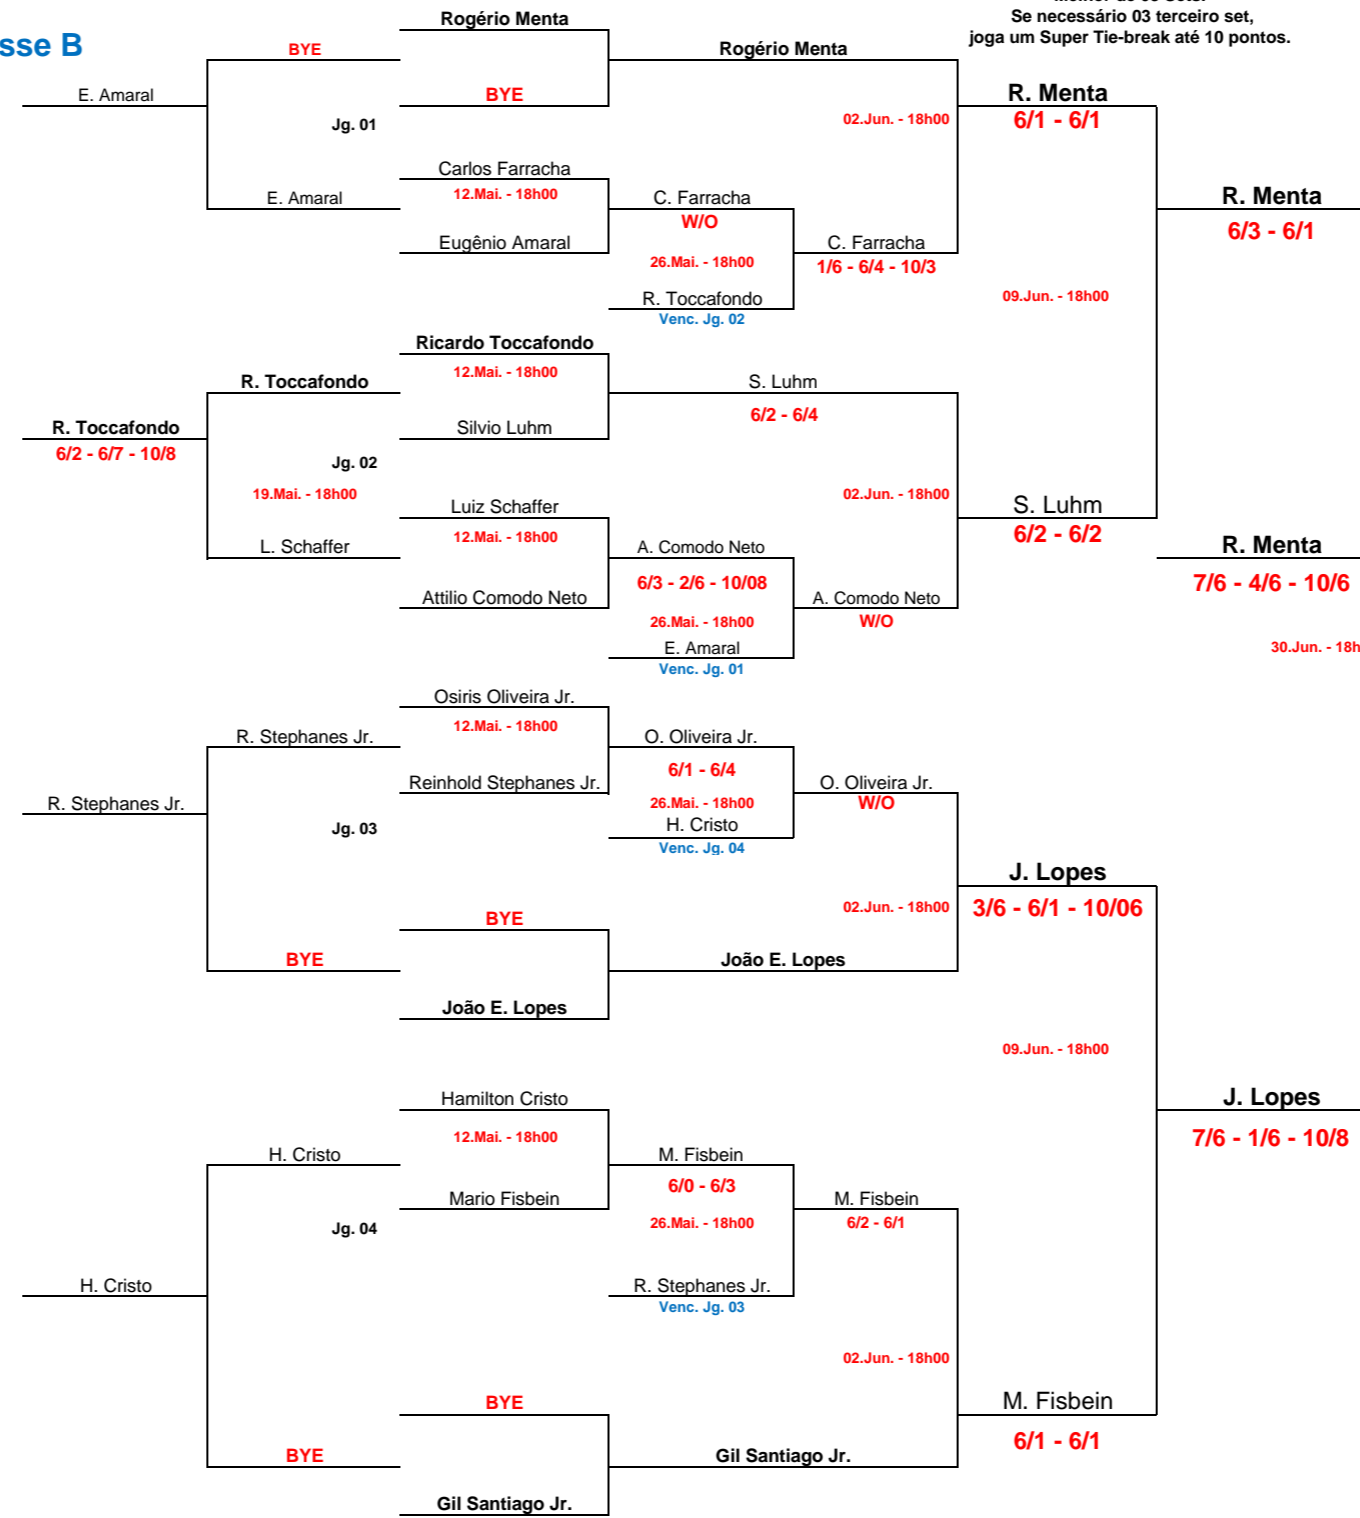 Se necessário 03 terceiro set,
joga um Super Tie-break até 10 pontos.
sse B
Rogério Menta
BYE
Rogério Menta
E. Amaral
BYE
R. Menta
Jg. 01
02.Jun. - 18h00
6/1 - 6/1
Carlos Farracha
E. Amaral
12.Mai. - 18h00
C. Farracha
R. Menta
W/O
6/3 - 6/1
Eugênio Amaral
C. Farracha
26.Mai. - 18h00
1/6 - 6/4 - 10/3
R. Toccafondo
09.Jun. - 18h00
Venc. Jg. 02
Ricardo Toccafondo
12.Mai. - 18h00
R. Toccafondo
S. Luhm
6/2 - 6/4
R. Toccafondo
Silvio Luhm
6/2 - 6/7 - 10/8
Jg. 02
19.Mai. - 18h00
02.Jun. - 18h00
Luiz Schaffer
S. Luhm
12.Mai. - 18h00
6/2 - 6/2
L. Schaffer
A. Comodo Neto
R. Menta
6/3 - 2/6 - 10/08
7/6 - 4/6 - 10/6
Attilio Comodo Neto
A. Comodo Neto
26.Mai. - 18h00
W/O
E. Amaral
30.Jun. - 18h
Venc. Jg. 01
Osiris Oliveira Jr.
12.Mai. - 18h00
R. Stephanes Jr.
O. Oliveira Jr.
6/1 - 6/4
Reinhold Stephanes Jr.
O. Oliveira Jr.
R. Stephanes Jr.
26.Mai. - 18h00
W/O
Jg. 03
H. Cristo
Venc. Jg. 04
J. Lopes
BYE
02.Jun. - 18h00
3/6 - 6/1 - 10/06
BYE
João E. Lopes
João E. Lopes
09.Jun. - 18h00
Hamilton Cristo
J. Lopes
12.Mai. - 18h00
7/6 - 1/6 - 10/8
H. Cristo
M. Fisbein
6/0 - 6/3
Mario Fisbein
M. Fisbein
Jg. 04
26.Mai. - 18h00
6/2 - 6/1
H. Cristo
R. Stephanes Jr.
Venc. Jg. 03
02.Jun. - 18h00
BYE
M. Fisbein
6/1 - 6/1
BYE
Gil Santiago Jr.
Gil Santiago Jr.